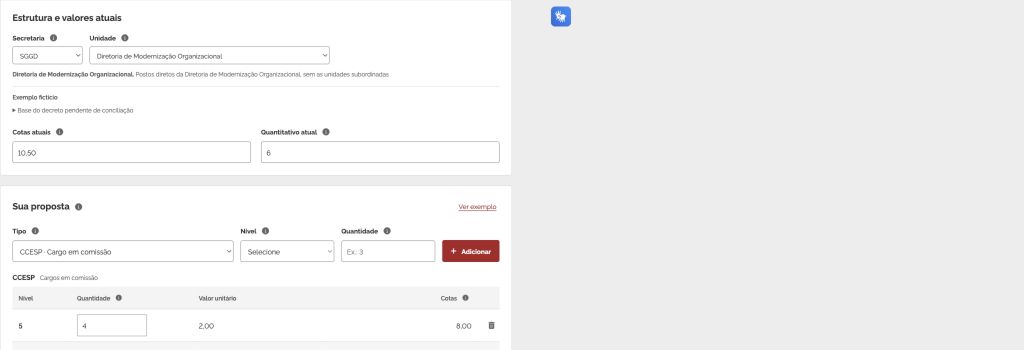 Estrutura e valores atuais
Secretaria Unidade
SGGD Diretoria de Modernização Organizacional
Diretoria de Modernização Organizacional. Postos diretos da Diretoria de Modernização Organizacional, sem as unidades subordinadas
Exemplo fictício
Base do decreto pendente de conciliação
Cotas atuais Quantitativo atual
10,50 6
Sua proposta Ver exemplo
Tipo Nível Quantidade
CCESP · Cargo em comissão Selecione Ex.: 3 + Adicionar
CCESP Cargos em comissão
Nível Quantidade Valor unitário Cotas
5 4 2,00 8,00